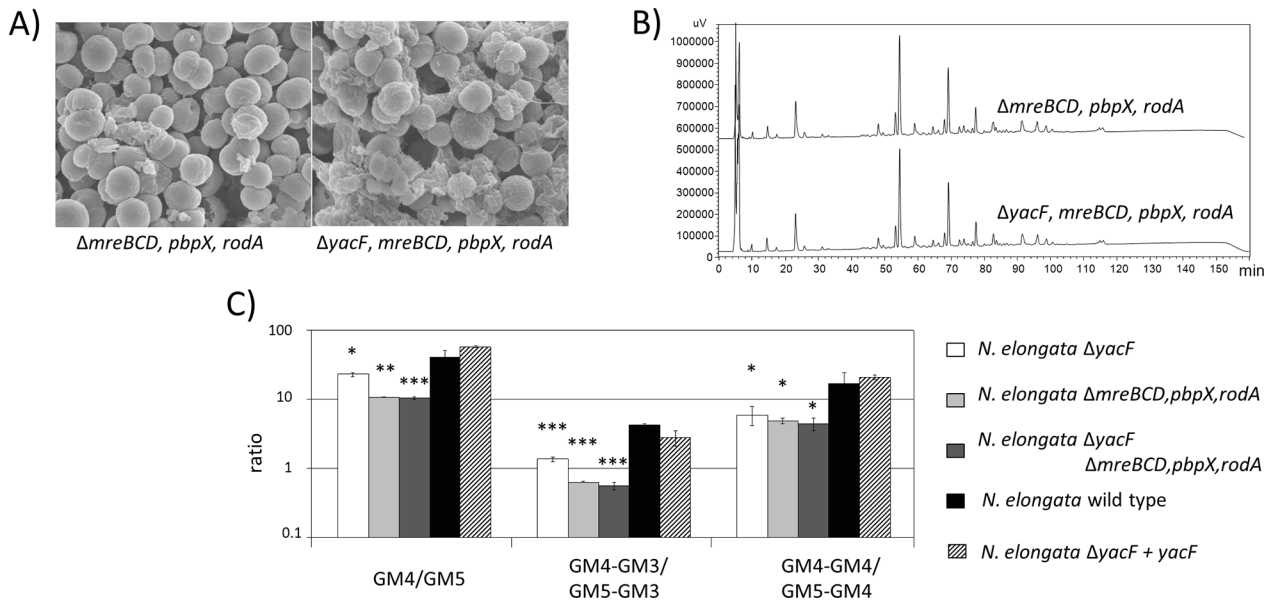 A)
ΔmreBCD, pbpX, rodA
ΔyacF, mreBCD, pbpX, rodA
B)
uV
1000000
900000
800000
700000
600000
500000
400000
300000
200000
100000
0
ΔmreBCD, pbpX, rodA
ΔyacF, mreBCD, pbpX, rodA
0 10 20 30 40 50 60 70 80 90 100 110 120 130 140 150 min
C)
ratio
100
10
1
0.1
* ** ***
*** *** ***
* * *
GM4/GM5
GM4-GM3/
GM5-GM3
GM4-GM4/
GM5-GM4
N. elongata ΔyacF
N. elongata ΔmreBCD,pbpX,rodA
N. elongata ΔyacF
ΔmreBCD,pbpX,rodA
N. elongata wild type
N. elongata ΔyacF + yacF